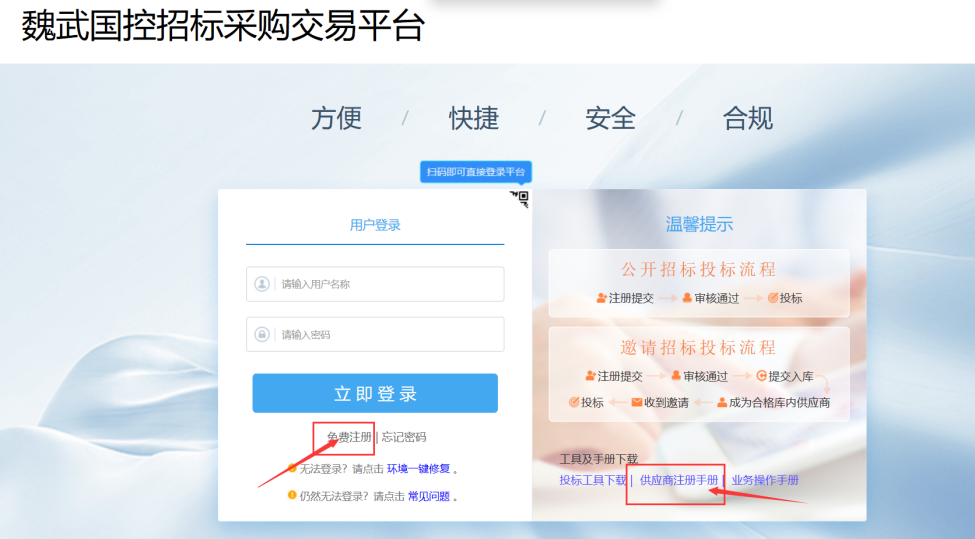 魏武国控招标采购交易平台
方便 / 快捷 / 安全 / 合规
扫码即可直接登录平台
用户登录
请输入用户名称
请输入密码
立即登录
免费注册 | 忘记密码
无法登录？请点击 环境一键修复 。
仍然无法登录？请点击 常见问题 。
温馨提示
公开招标投标流程
注册提交 审核通过 投标
邀请招标投标流程
注册提交 审核通过 提交入库
投标 收到邀请 成为合格库内供应商
工具及手册下载
投标工具下载 | 供应商注册手册 | 业务操作手册